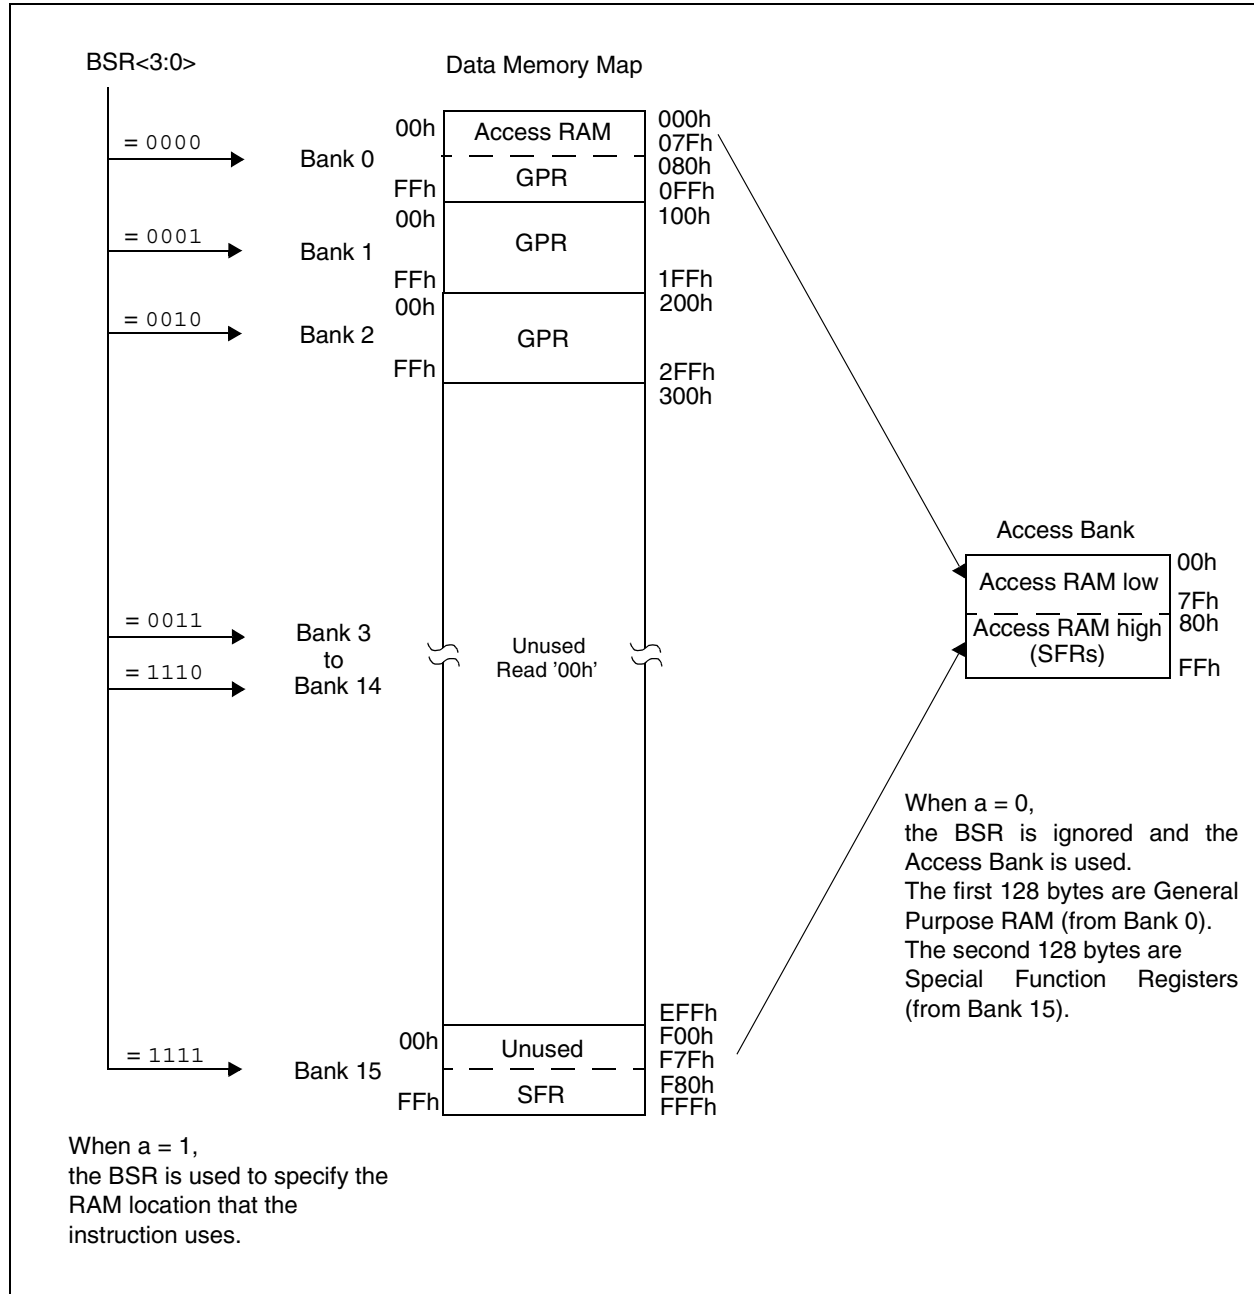 BSR<3:0>
Data Memory Map
= 0000
Bank 0
00h
Access RAM
000h
07Fh
FFh
GPR
080h
0FFh
= 0001
Bank 1
00h
GPR
100h
FFh
1FFh
= 0010
Bank 2
00h
GPR
200h
FFh
2FFh
300h
= 0011
= 1110
Bank 3
to
Bank 14
Unused
Read '00h'
Access Bank
Access RAM low
00h
7Fh
Access RAM high
(SFRs)
80h
FFh
When a = 0,
the BSR is ignored and the
Access Bank is used.
The first 128 bytes are General
Purpose RAM (from Bank 0).
The second 128 bytes are
Special Function Registers
(from Bank 15).
= 1111
Bank 15
00h
Unused
EFFh
F00h
F7Fh
FFh
SFR
F80h
FFFh
When a = 1,
the BSR is used to specify the
RAM location that the
instruction uses.